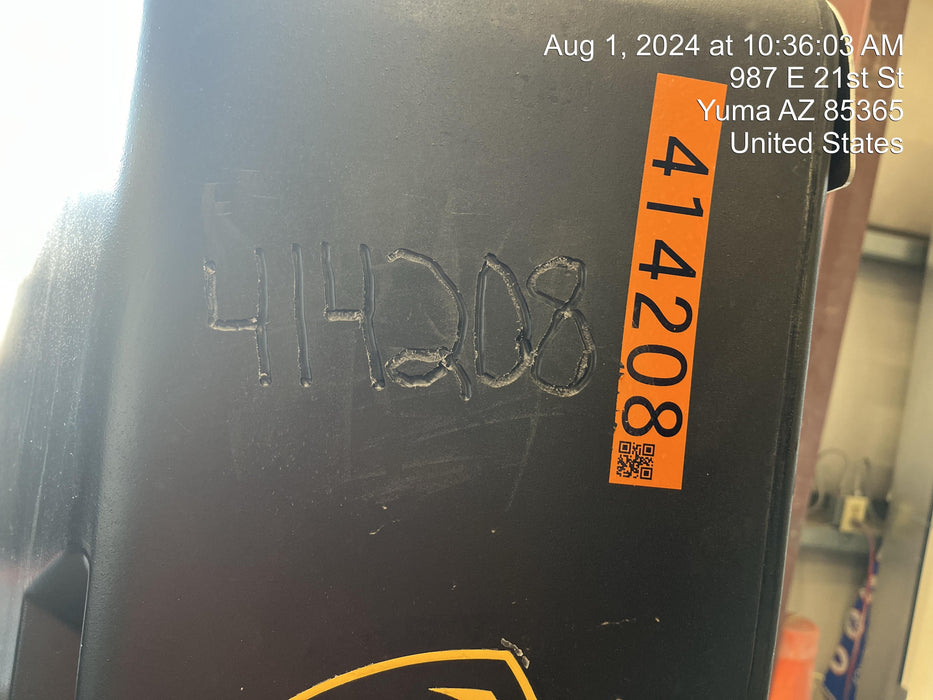 Aug 1, 2024 at 10:36:03 AM
987 E 21st St
Yuma AZ 85365
United States
414208
414208